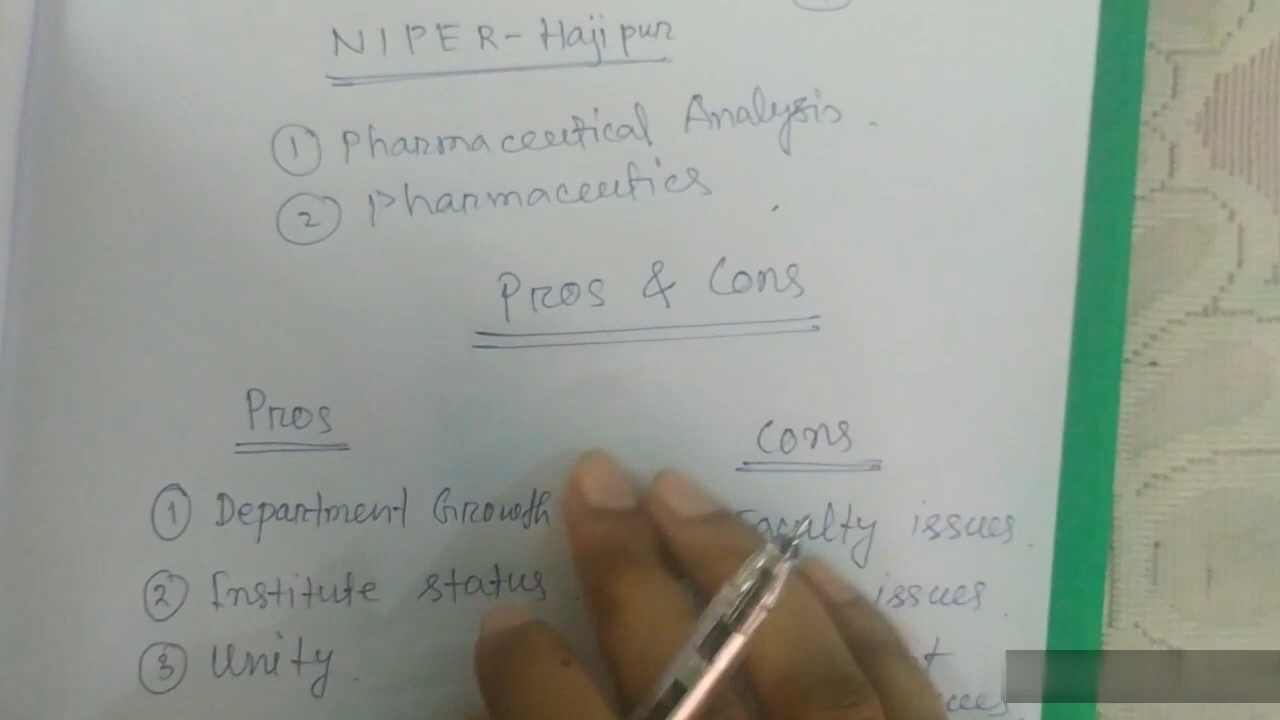 NIPER - Hajipur
① Pharmaceutical Analysis.
② Pharmaceutics
Pros & Cons
Pros
① Department Growth
② Institute status
③ Unity
Cons
Faculty issues.
issues.